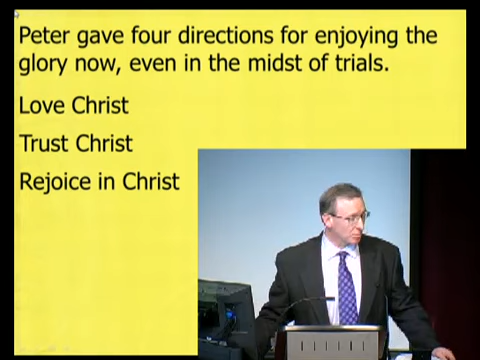 Peter gave four directions for enjoying the
glory now, even in the midst of trials.
Love Christ
Trust Christ
Rejoice in Christ